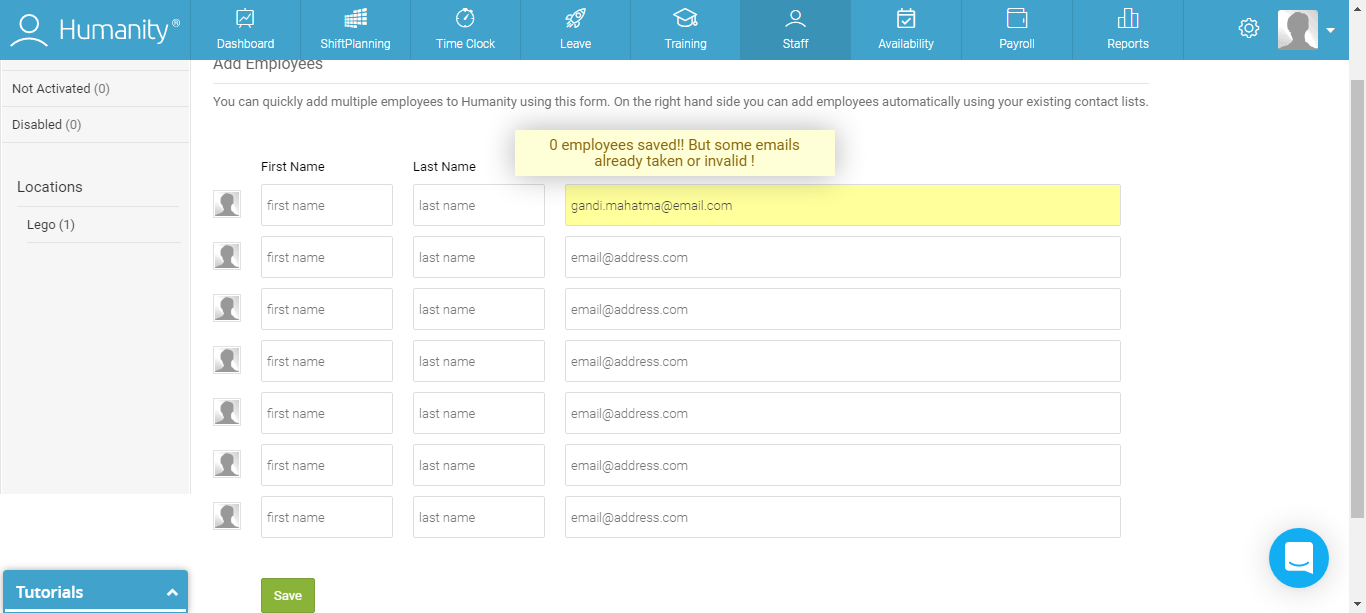 Humanity®
Dashboard
ShiftPlanning
Time Clock
Leave
Training
Staff
Availability
Payroll
Reports
Not Activated (0)
Disabled (0)
Locations
Lego (1)
Add Employees
You can quickly add multiple employees to Humanity using this form. On the right hand side you can add employees automatically using your existing contact lists.
0 employees saved!! But some emails
already taken or invalid !
First Name
Last Name
first name
last name
gandi.mahatma@email.com
first name
last name
email@address.com
first name
last name
email@address.com
first name
last name
email@address.com
first name
last name
email@address.com
first name
last name
email@address.com
first name
last name
email@address.com
Save
Tutorials